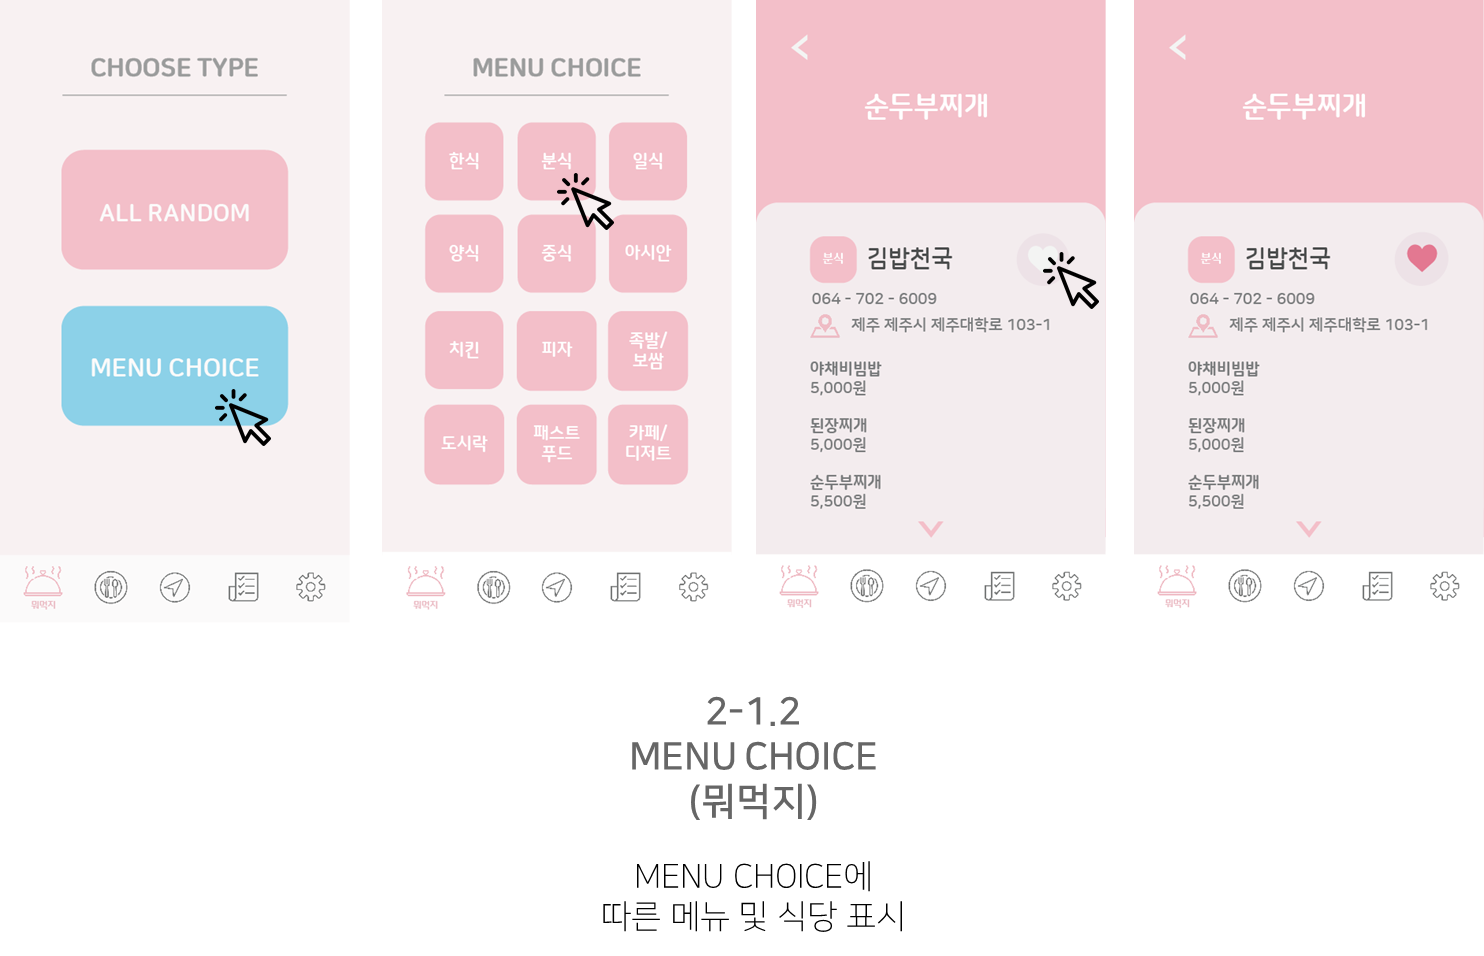 CHOOSE TYPE
ALL RANDOM
MENU CHOICE
뭐먹지
MENU CHOICE
한식
분식
일식
양식
중식
아시안
치킨
피자
족발/
보쌈
도시락
패스트
푸드
카페/
디저트
뭐먹지
<
순두부찌개
분식
김밥천국
064 - 702 - 6009
제주 제주시 제주대학로 103-1
야채비빔밥
5,000원
된장찌개
5,000원
순두부찌개
5,500원
뭐먹지
<
순두부찌개
분식
김밥천국
064 - 702 - 6009
제주 제주시 제주대학로 103-1
야채비빔밥
5,000원
된장찌개
5,000원
순두부찌개
5,500원
뭐먹지
2-1.2
MENU CHOICE
(뭐먹지)
MENU CHOICE에
따른 메뉴 및 식당 표시